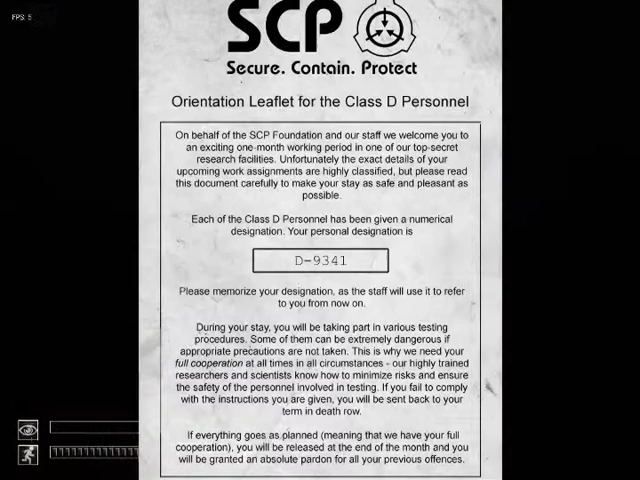 FPS: 5
SCP
Secure. Contain. Protect
Orientation Leaflet for the Class D Personnel
On behalf of the SCP Foundation and our staff we welcome you to
an exciting one-month working period in one of our top-secret
research facilities. Unfortunately the exact details of your
upcoming work assignments are highly classified, but please read
this document carefully to make your stay as safe and pleasant as
possible.
Each of the Class D Personnel has been given a numerical
designation. Your personal designation is
D-9341
Please memorize your designation, as the staff will use it to refer
to you from now on.
During your stay, you will be taking part in various testing
procedures. Some of them can be extremely dangerous if
appropriate precautions are not taken. This is why we need your
full cooperation at all times in all circumstances - our highly trained
researchers and scientists know how to minimize risks and ensure
the safety of the personnel involved in testing. If you fail to comply
with the instructions you are given, you will be sent back to your
term in death row.
If everything goes as planned (meaning that we have your full
cooperation), you will be released at the end of the month and you
will be granted an absolute pardon for all your previous offences.